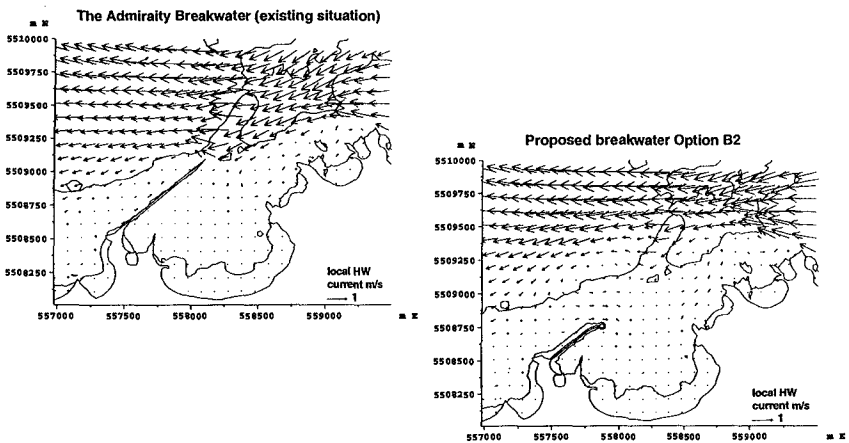 The Admiraity Breakwater (existing situation)
m N
5510000
5509750
5509500
5509250
5509000
5508750
5508500
5508250
local HW
current m/s
1
557000 557500 558000 558500 559000 m E
Proposed breakwater Option B2
m N
5510000
5509750
5509500
5509250
5509000
5508750
5508500
5508250
local HW
current m/s
1
557000 557500 558000 558500 559000 m E